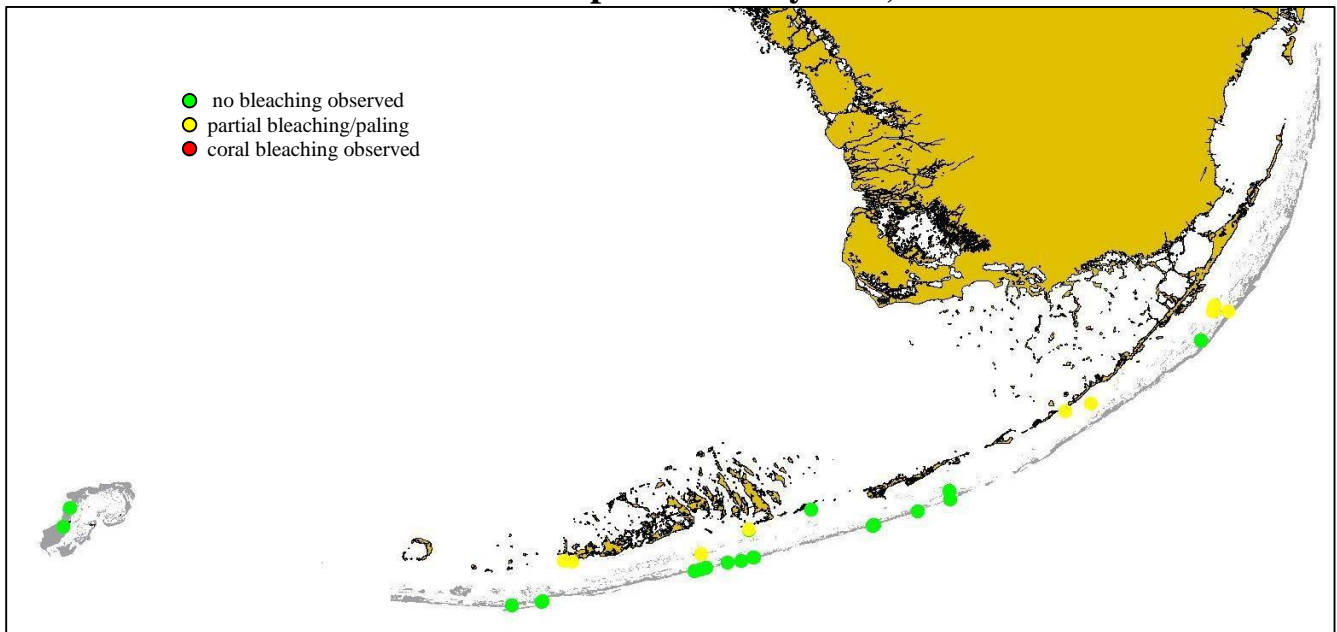 no bleaching observed
partial bleaching/paling
coral bleaching observed